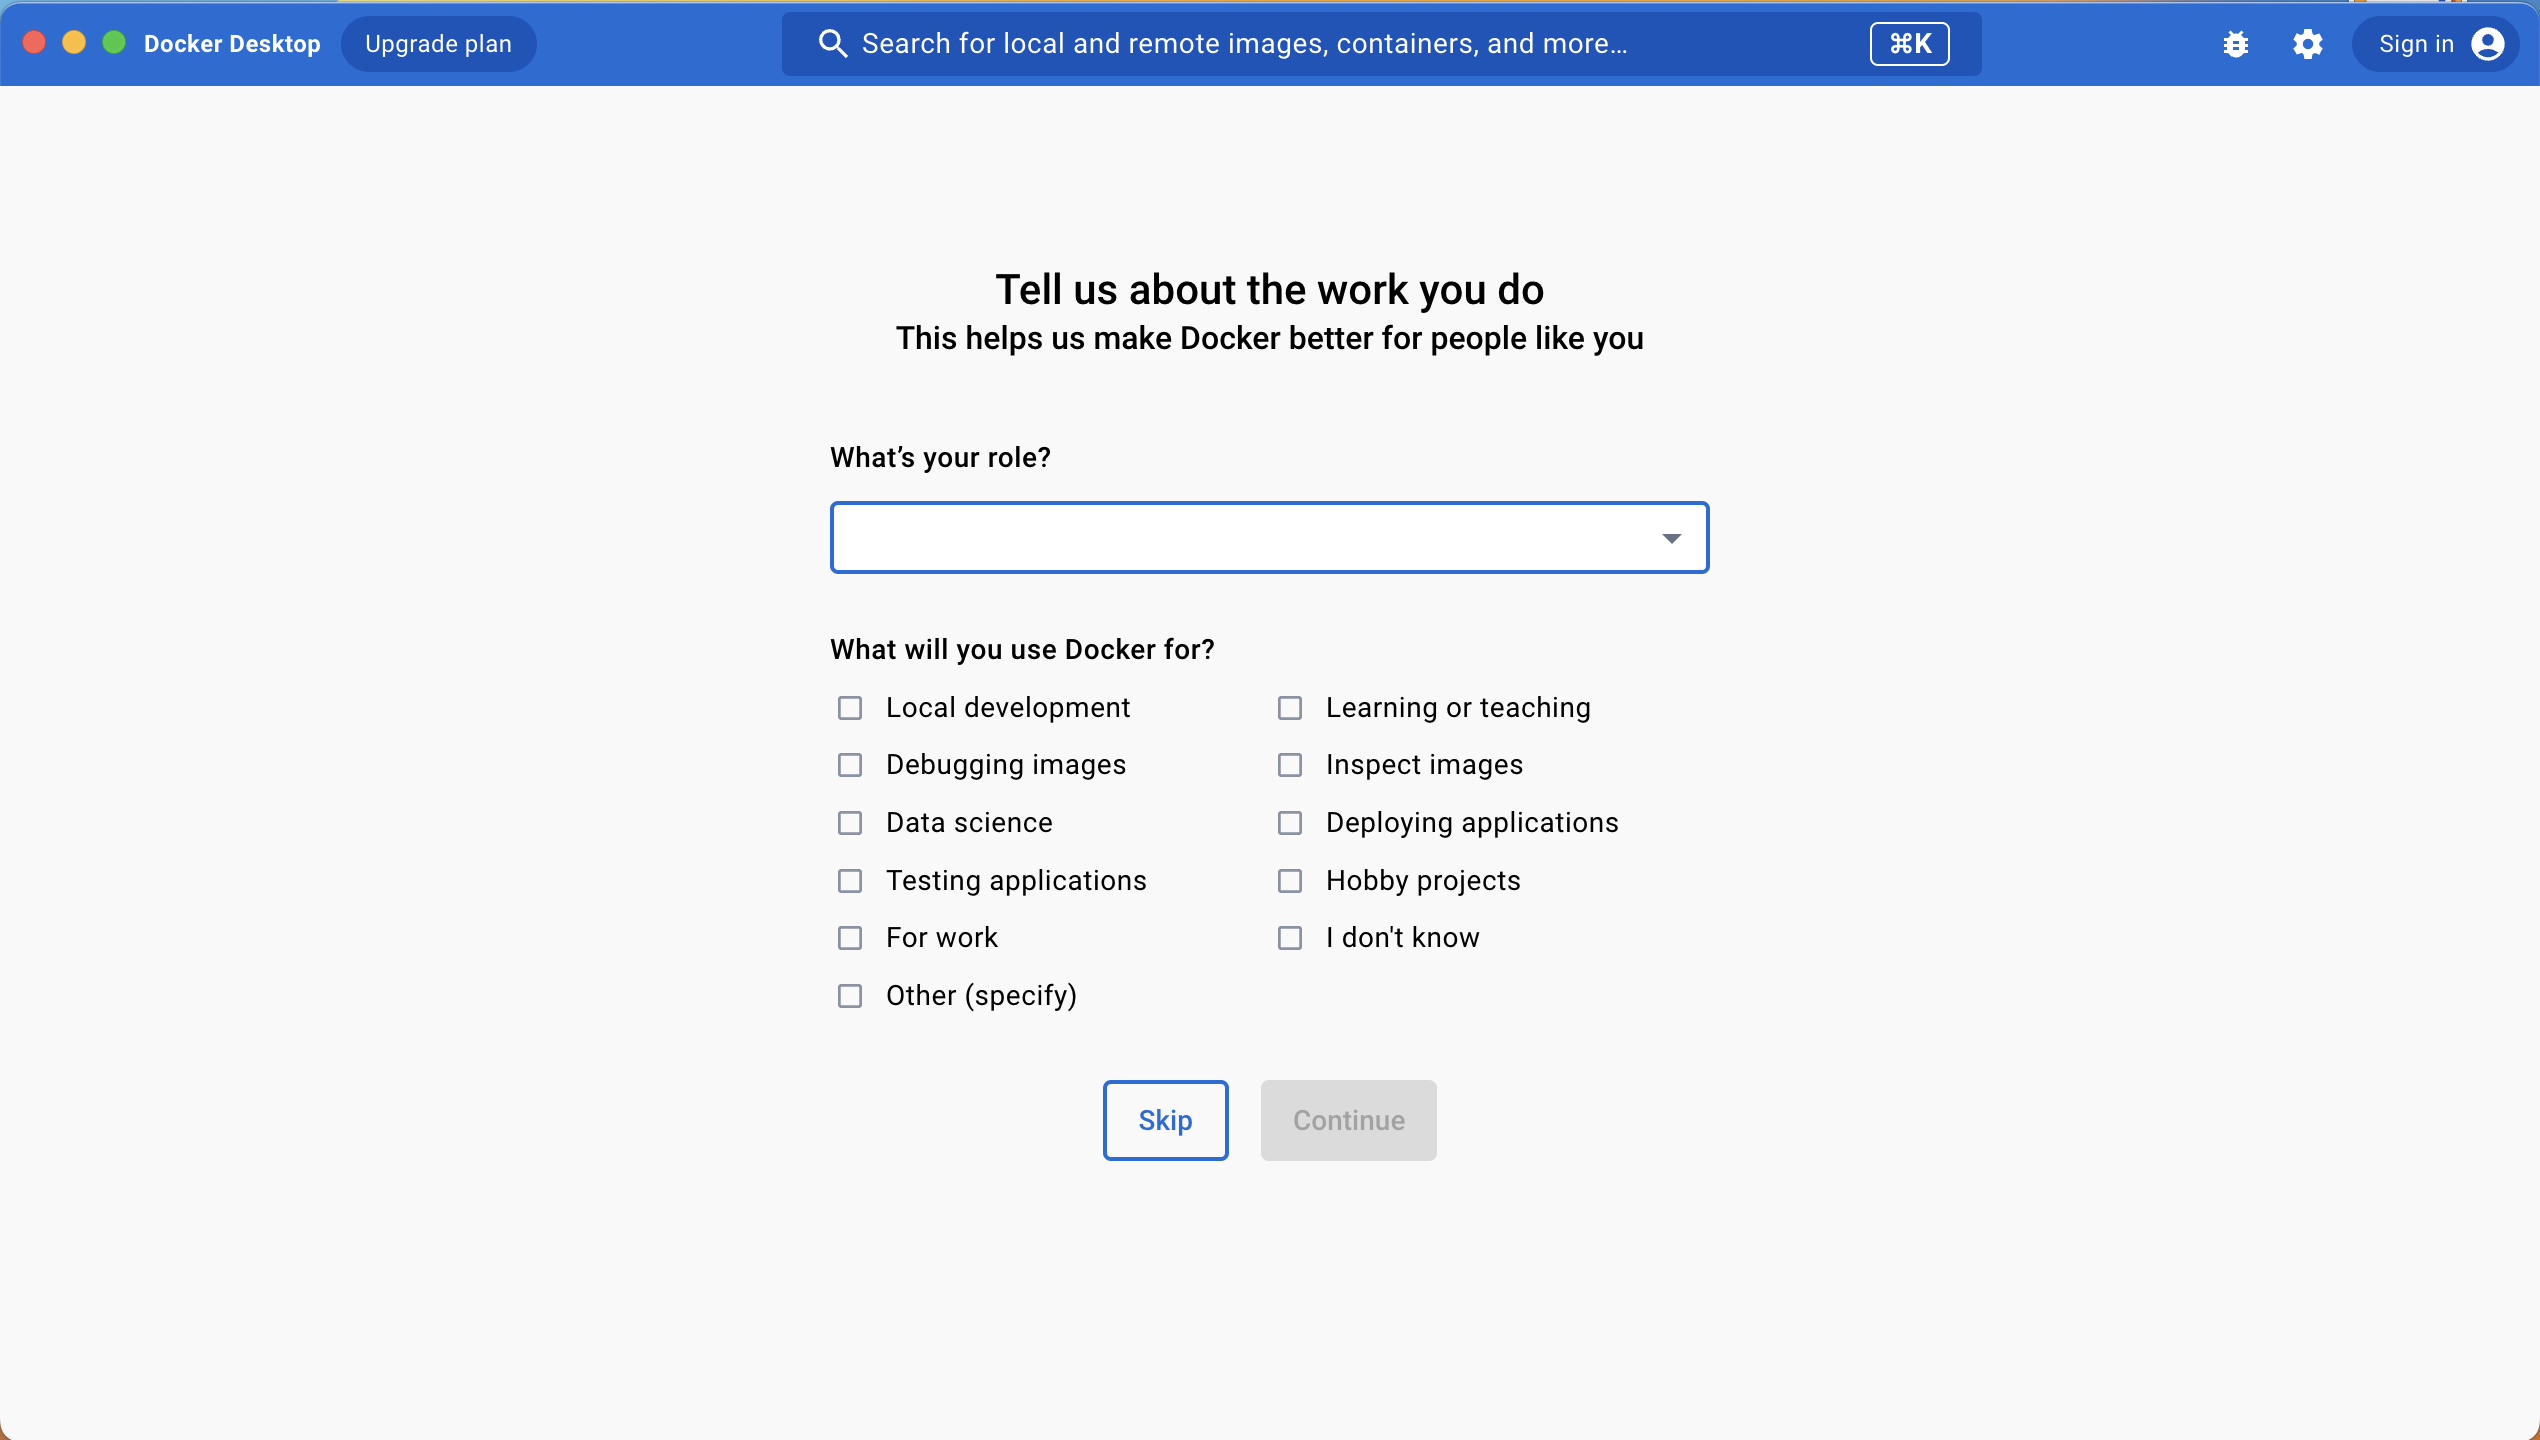 Docker Desktop
Upgrade plan
Search for local and remote images, containers, and more...
⌘K
Sign in
Tell us about the work you do
This helps us make Docker better for people like you
What’s your role?
What will you use Docker for?
Local development
Learning or teaching
Debugging images
Inspect images
Data science
Deploying applications
Testing applications
Hobby projects
For work
I don't know
Other (specify)
Skip
Continue